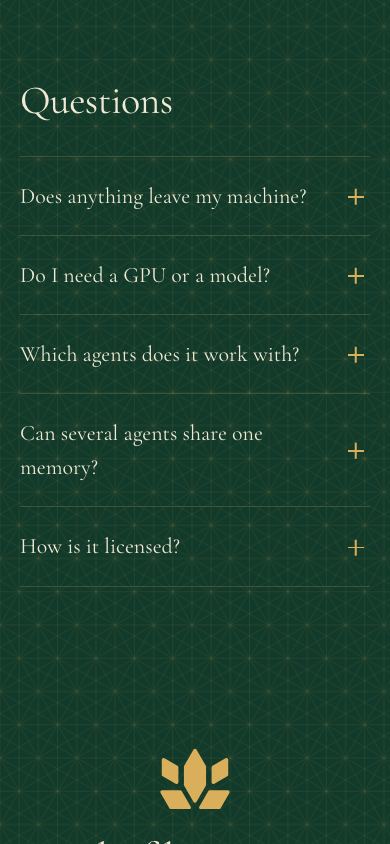 Questions
Does anything leave my machine?
Do I need a GPU or a model?
Which agents does it work with?
Can several agents share one
memory?
How is it licensed?